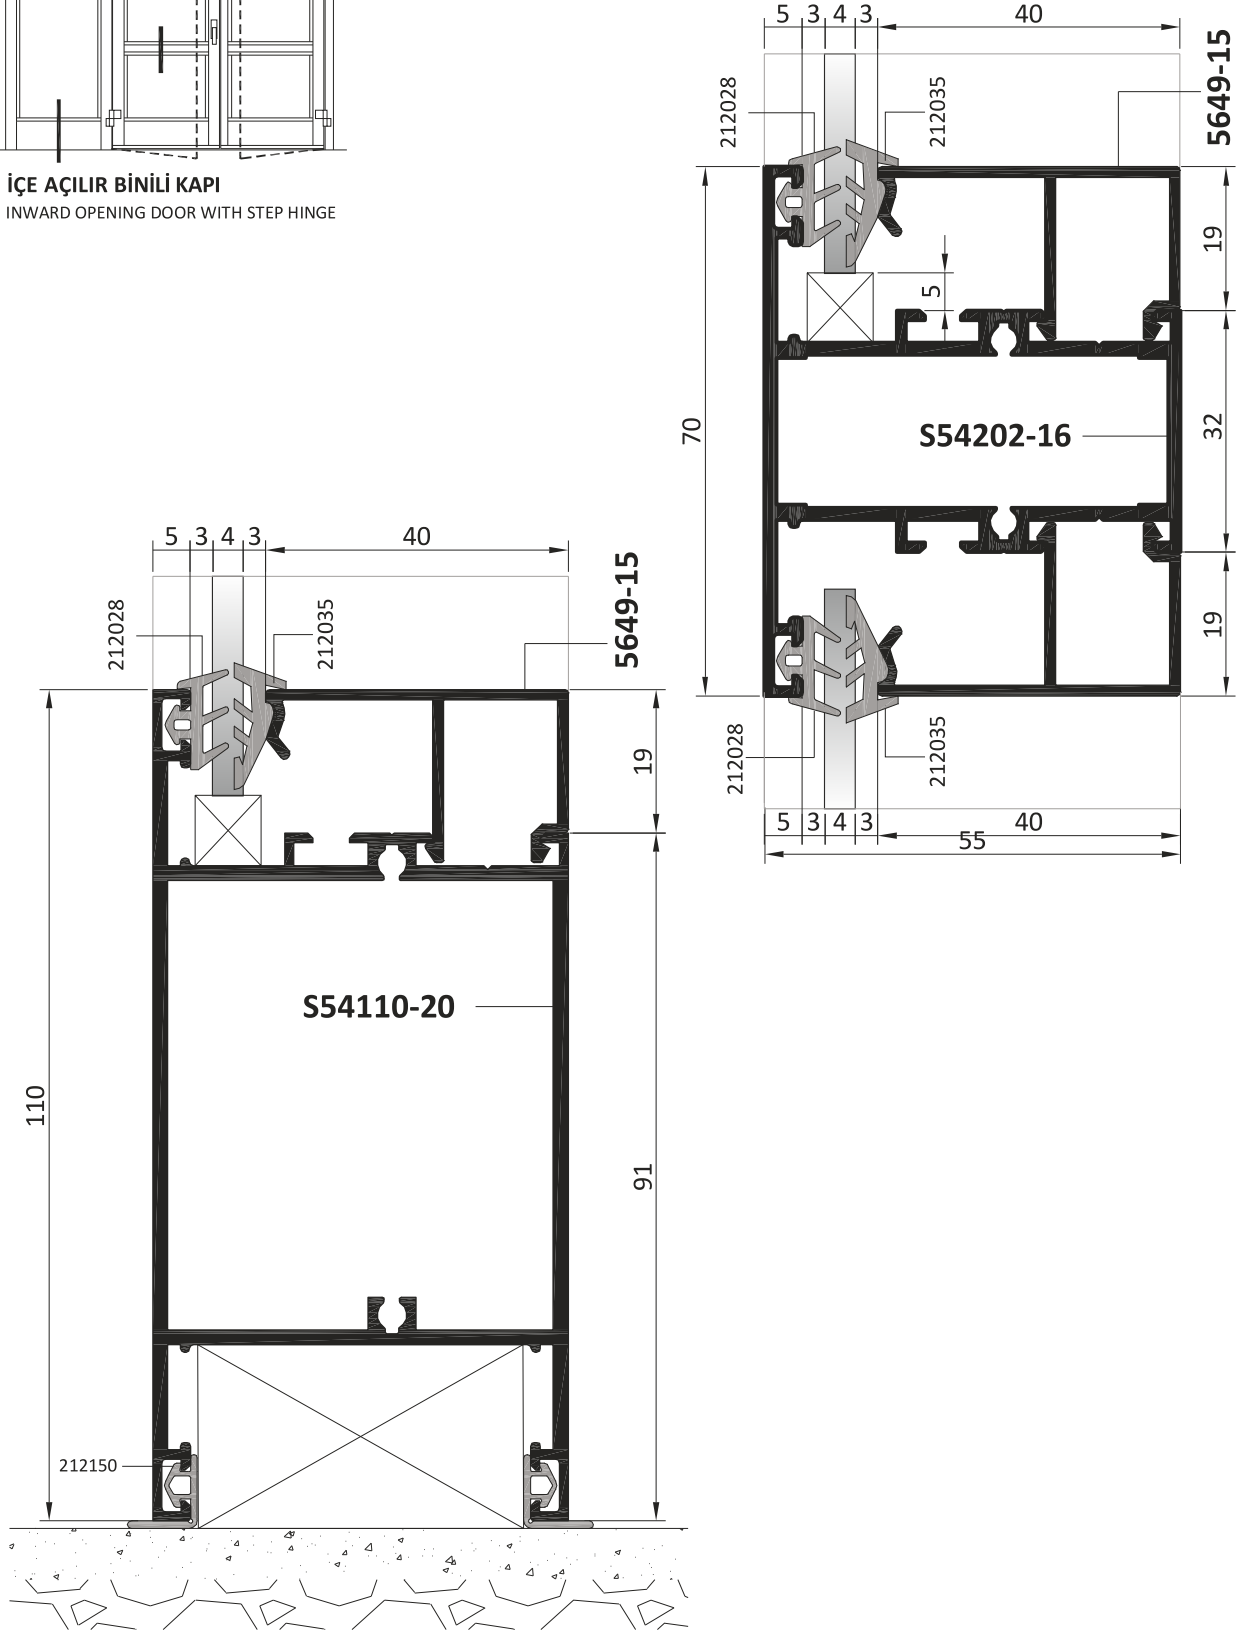 5 3 4 3 40
212028
212035
5649-15
İÇE AÇILIR BİNİLİ KAPI
INWARD OPENING DOOR WITH STEP HINGE
70
19
5
32
S54202-16
19
212028
212035
5 3 4 3 40
55
5 3 4 3 40
212028
212035
5649-15
19
110
S54110-20
91
212150